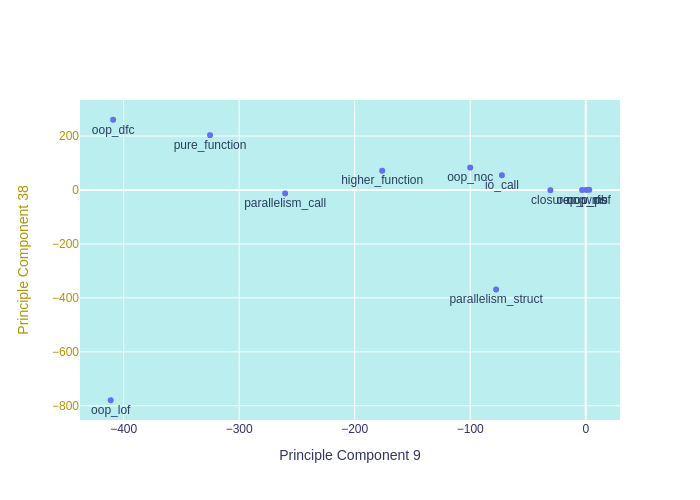 200
0
−200
−400
−600
−800
−400
−300
−200
−100
0
Principle Component 38
Principle Component 9
oop_dfc
pure_function
higher_function
parallelism_call
oop_noc
io_call
parallelism_struct
oop_lof